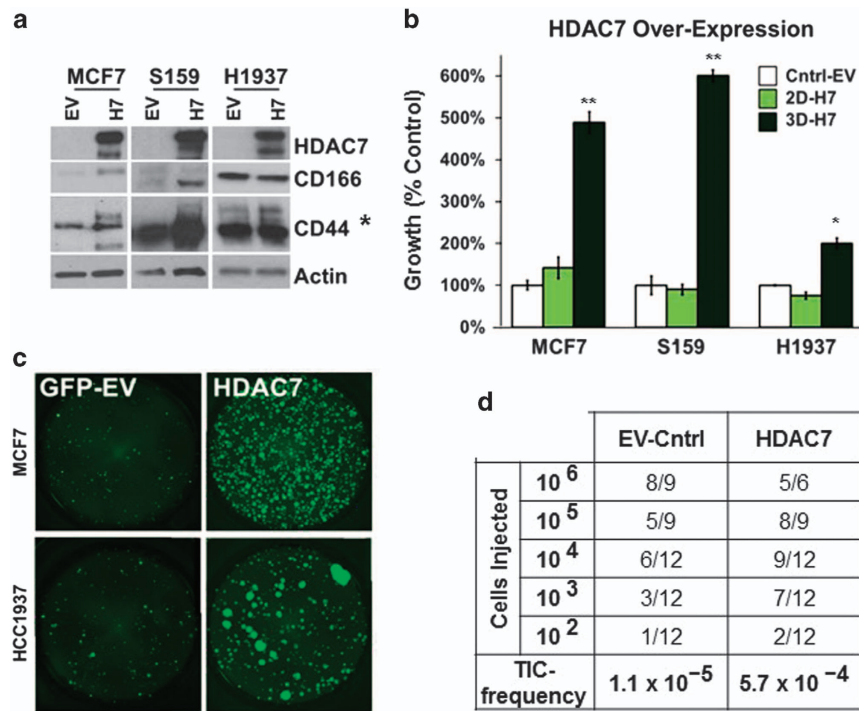 a
MCF7 S159 H1937
EV H7 EV H7 EV H7
HDAC7
CD166
CD44 *
Actin
b
HDAC7 Over-Expression
Growth (% Control)
600%
500%
400%
300%
200%
100%
0%
** ** *
Cntrl-EV
2D-H7
3D-H7
MCF7 S159 H1937
c
GFP-EV HDAC7
MCF7
HCC1937
d
EV-Cntrl HDAC7
Cells Injected
10 6 8/9 5/6
10 5 5/9 8/9
10 4 6/12 9/12
10 3 3/12 7/12
10 2 1/12 2/12
TIC-
frequency 1.1 x 10 −5 5.7 x 10 −4